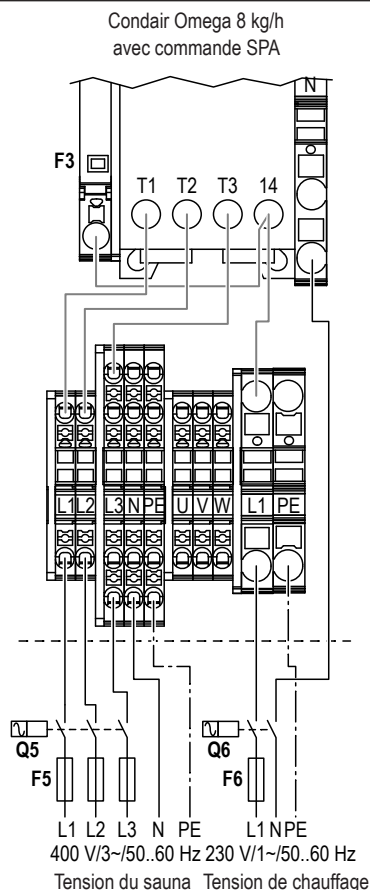 Condair Omega 8 kg/h
avec commande SPA
N
F3
T1 T2 T3 14
L1 L2 L3 N PE U V W L1 PE
Q5 Q6
F5 F6
L1 L2 L3 N PE L1 N PE
400 V/3~/50..60 Hz 230 V/1~/50..60 Hz
Tension du sauna Tension de chauffage